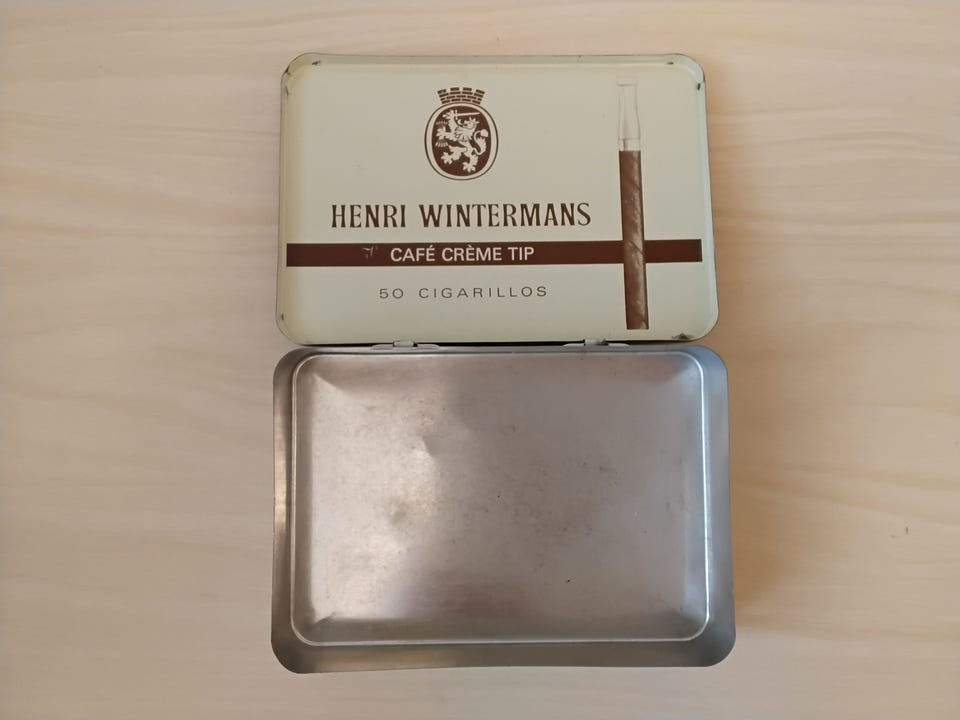 HENRI WINTERMANS
CAFÉ CRÈME TIP
50 CIGARILLOS